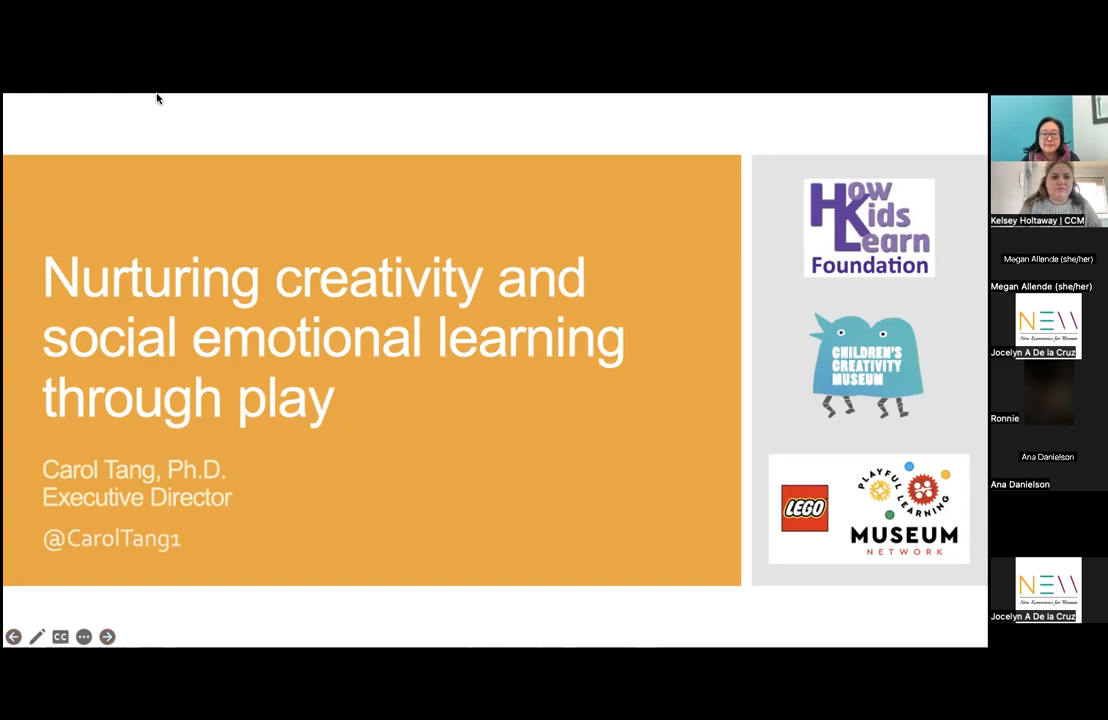 Nurturing creativity and
social emotional learning
through play
Carol Tang, Ph.D.
Executive Director
@CarolTang1
How
Kids
Learn
Foundation
CHILDREN'S
CREATIVITY
MUSEUM
LEGO
PLAYFUL LEARNING
MUSEUM
NETWORK
CC
Kelsey Holtaway | CCM
Megan Allende (she/her)
Megan Allende (she/her)
NEW
New Economics for Women
Jocelyn A De la Cruz
Ronnie
Ana Danielson
Ana Danielson
NEW
New Economics for Women
Jocelyn A De la Cruz